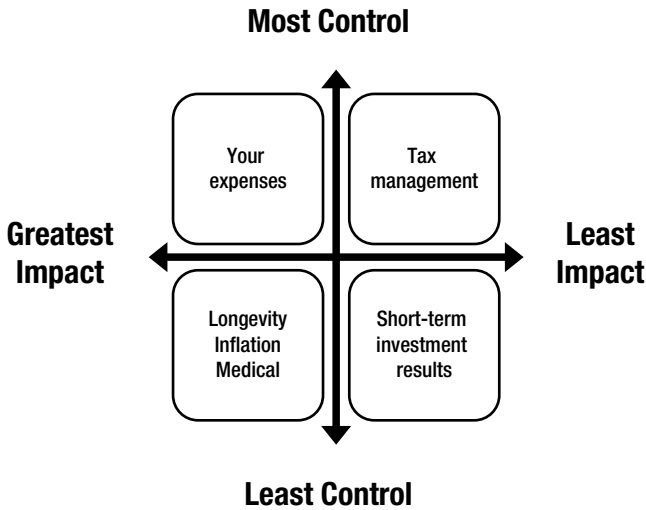 Most Control
Your
expenses
Tax
management
Greatest
Impact
Least
Impact
Longevity
Inflation
Medical
Short-term
investment
results
Least Control